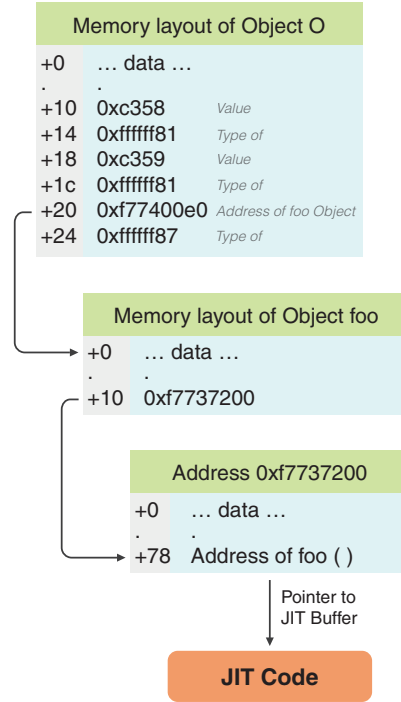 Memory layout of Object O
+0 … data …
. .
+10 0xc358 Value
+14 0xffffff81 Type of
+18 0xc359 Value
+1c 0xffffff81 Type of
+20 0xf77400e0 Address of foo Object
+24 0xffffff87 Type of
Memory layout of Object foo
+0 … data …
. .
+10 0xf7737200
Address 0xf7737200
+0 … data …
. .
+78 Address of foo ( )
Pointer to
JIT Buffer
JIT Code